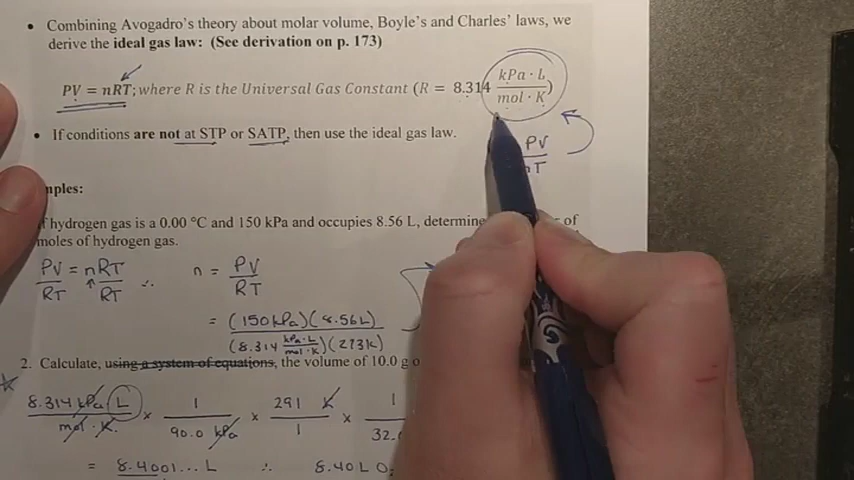 • Combining Avogadro's theory about molar volume, Boyle's and Charles' laws, we
derive the ideal gas law: (See derivation on p. 173)
PV = nRT; where R is the Universal Gas Constant (R = 8.314 kPa · L / mol · K)
• If conditions are not at STP or SATP, then use the ideal gas law.
PV
nT
mples:
f hydrogen gas is a 0.00 °C and 150 kPa and occupies 8.56 L, determine of
moles of hydrogen gas.
PV/RT = nRT/RT ∴ n = PV/RT
= (150 kPa)(8.56L) / (8.314 kPa·L/mol·K)(273K)
2. Calculate, using a system of equations, the volume of 10.0 g o
8.314 kPa L / mol · K × 1 / 90.0 kPa × 291 K / 1 × 1 / 32.
= 8.4001... L ∴ 8.40 L O